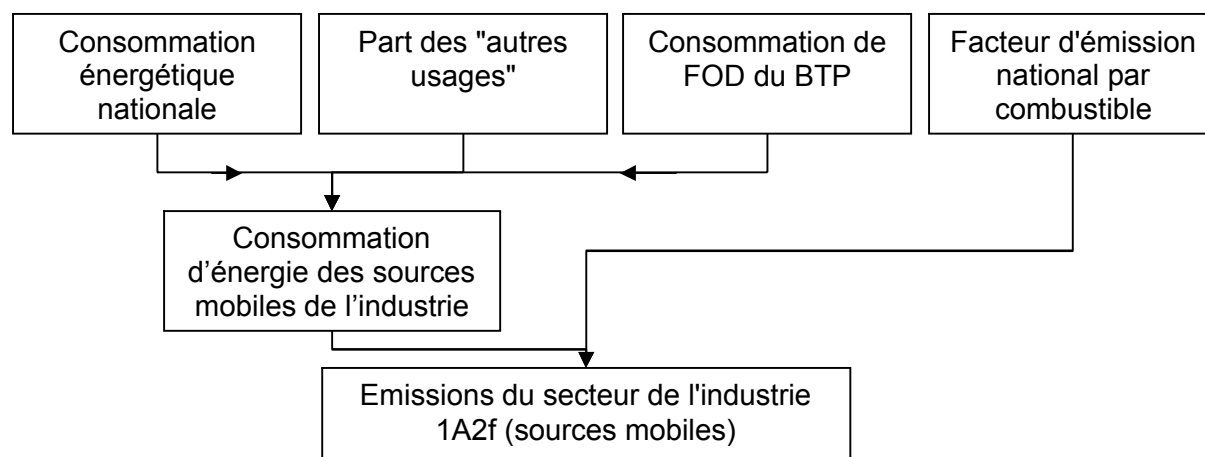 Consommation
énergétique
nationale
Part des "autres
usages"
Consommation de
FOD du BTP
Facteur d'émission
national par
combustible
Consommation
d’énergie des sources
mobiles de l’industrie
Emissions du secteur de l'industrie
1A2f (sources mobiles)